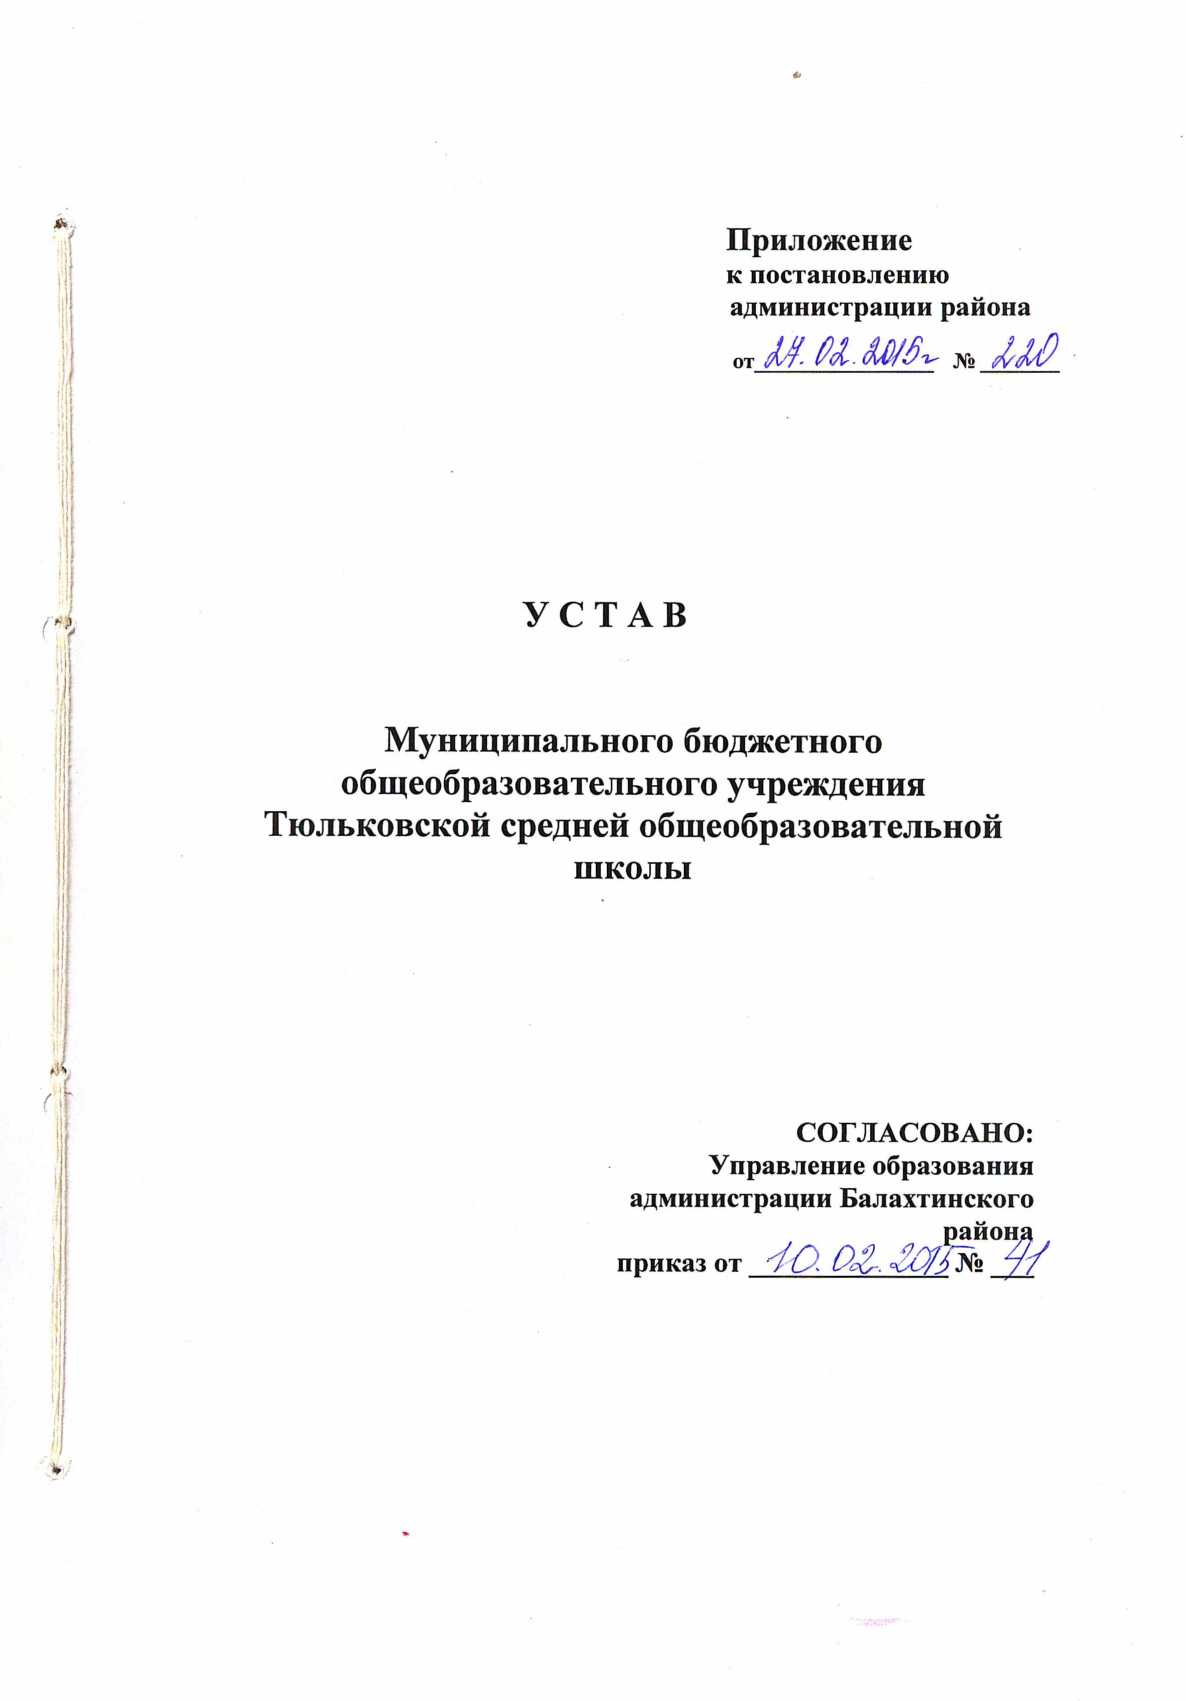 Приложение
к постановлению
администрации района
от 27.02.2015г № 220
У С Т А В
Муниципального бюджетного
общеобразовательного учреждения
Тюльковской средней общеобразовательной
школы
СОГЛАСОВАНО:
Управление образования
администрации Балахтинского
района
приказ от 10.02.2015 № 41